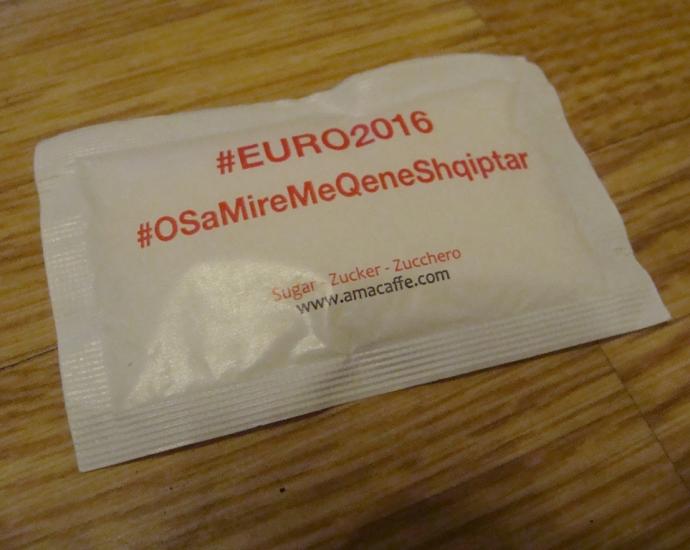 #EURO2016
#OSaMireMeQeneShqiptar
Sugar - Zucker - Zucchero
www.amacaffe.com